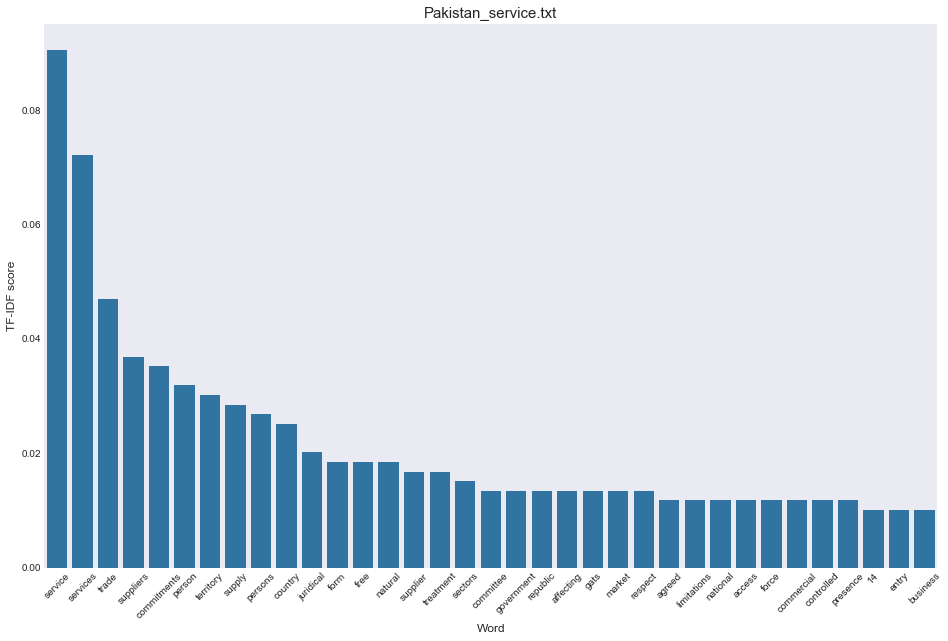 Pakistan_service.txt
TF-IDF score
0.08
0.06
0.04
0.02
0.00
service
services
trade
suppliers
commitments
person
territory
supply
persons
country
juridical
form
free
natural
supplier
treatment
sectors
committee
government
republic
affecting
gats
market
respect
agreed
limitations
national
access
force
commercial
controlled
presence
14
entry
business
Word